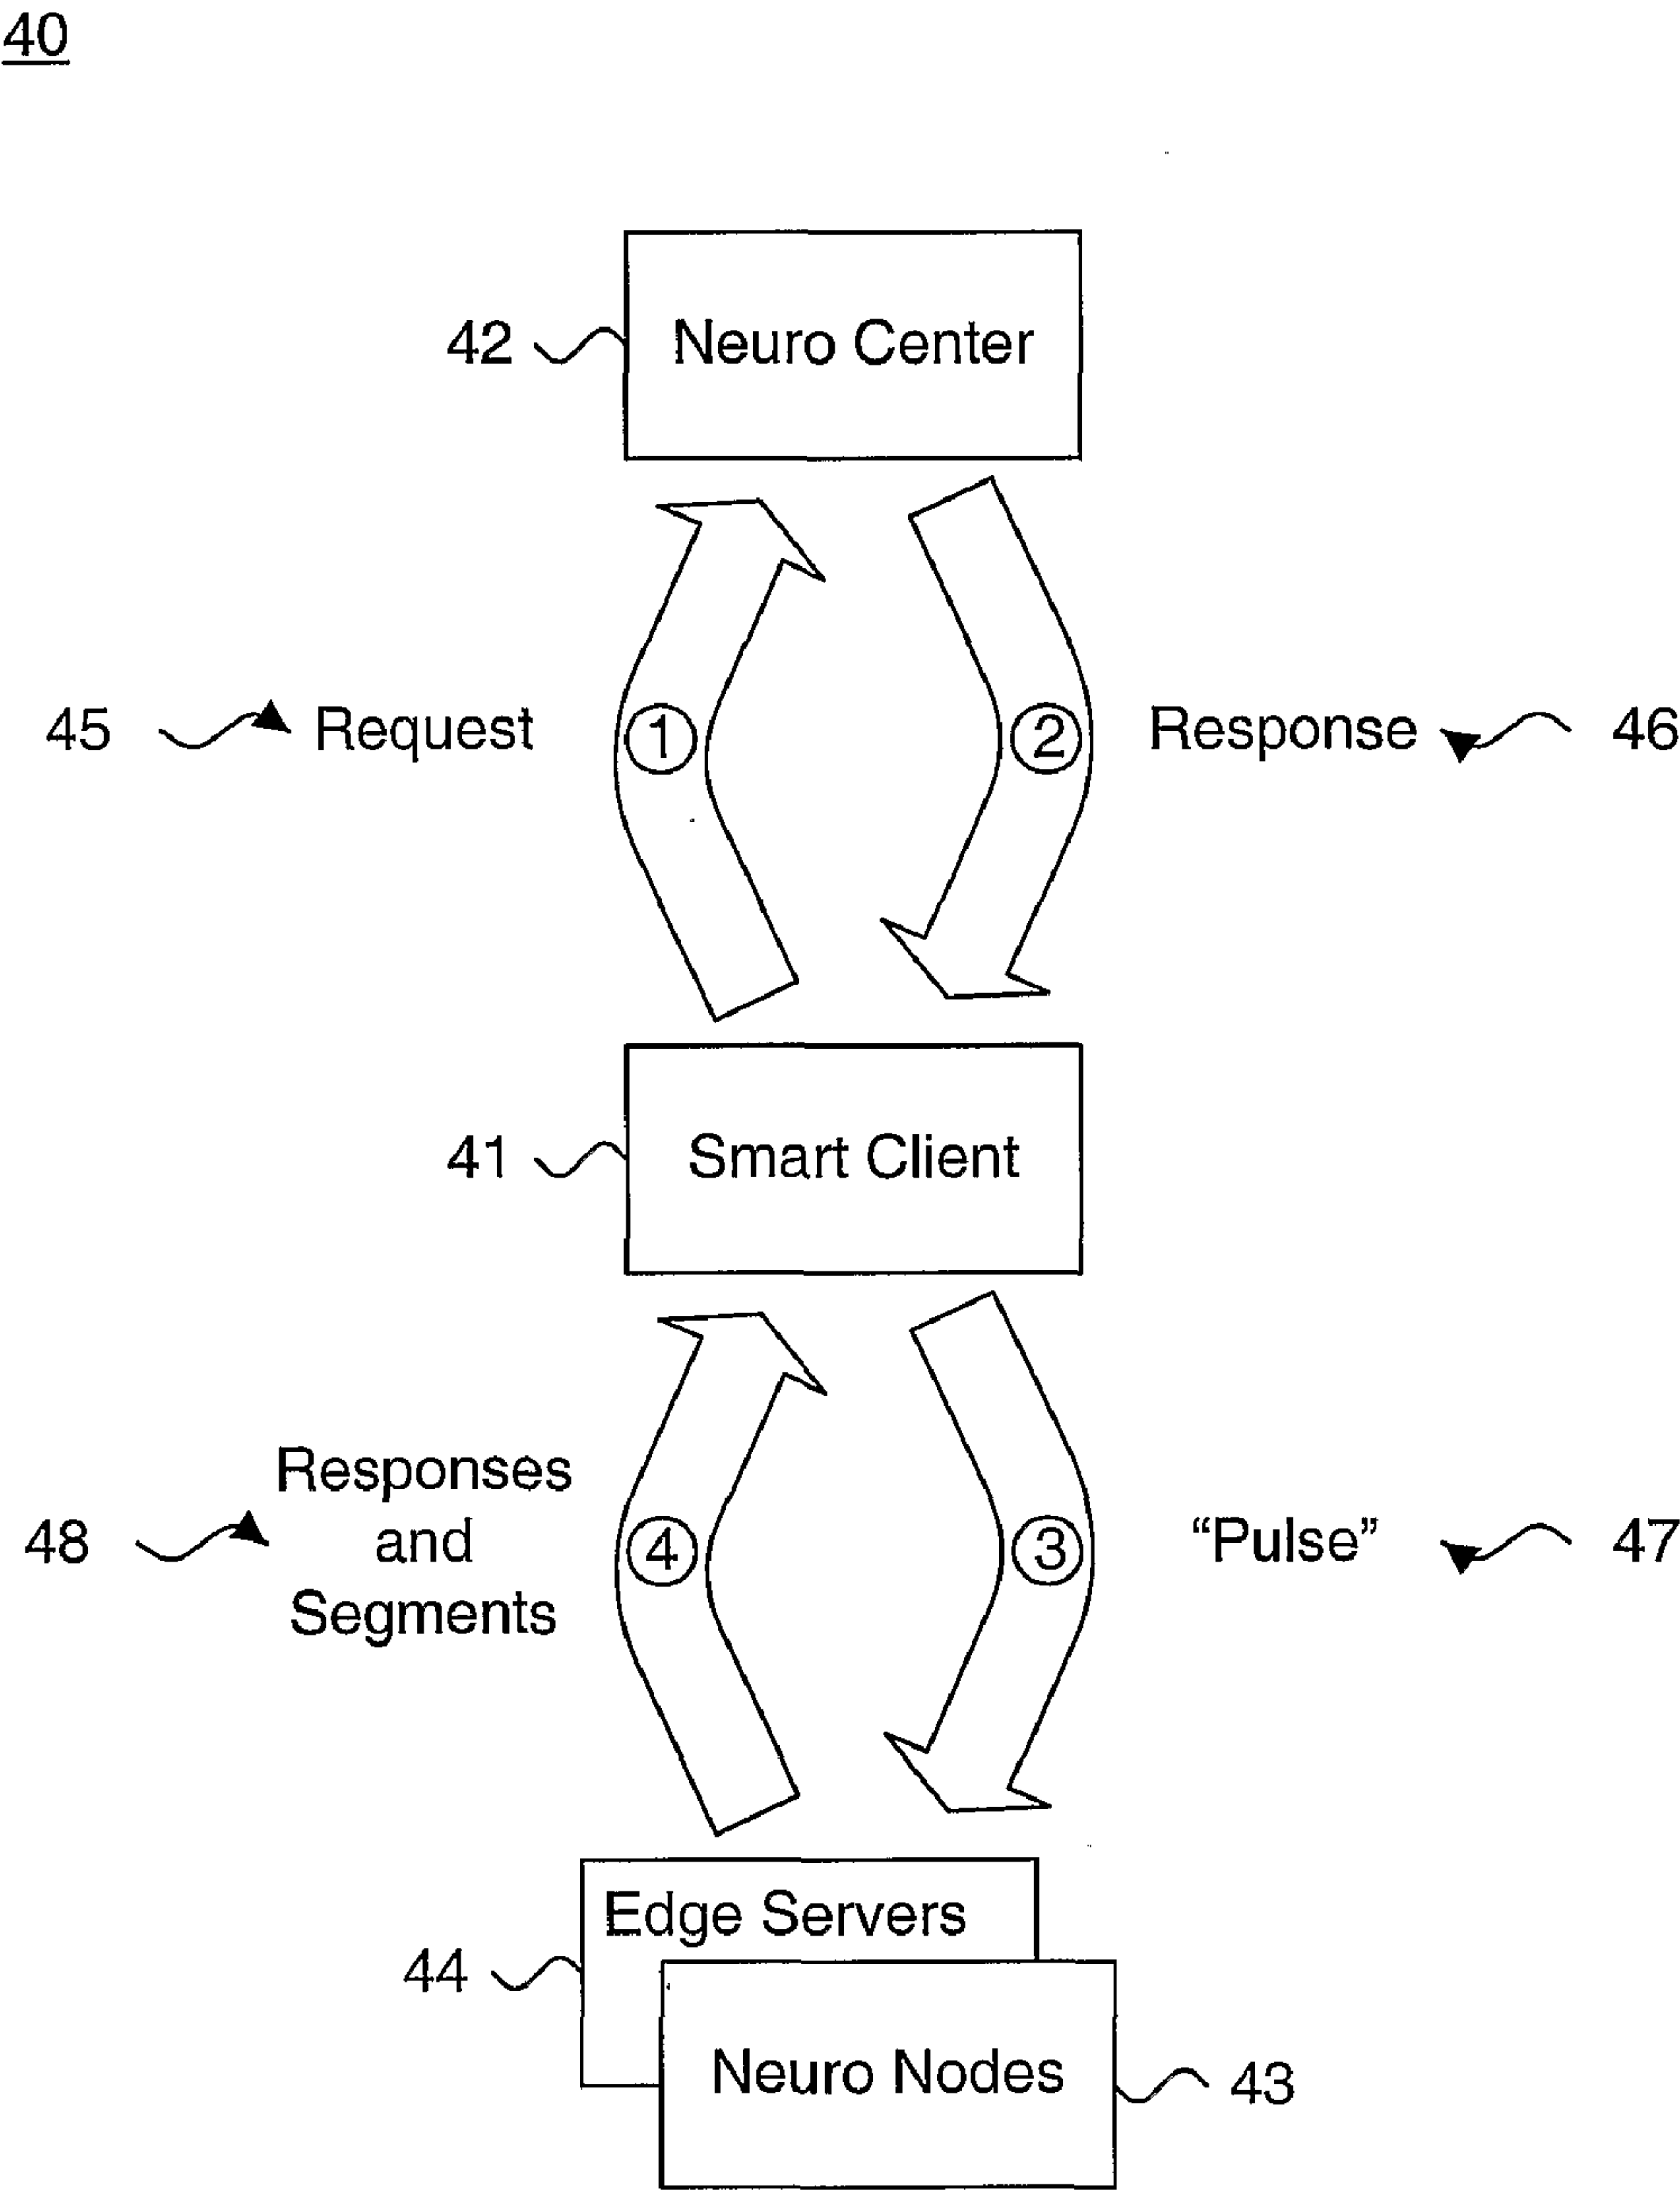 40
42
Neuro Center
45
Request
1
2
Response
46
41
Smart Client
48
Responses
and
Segments
4
3
“Pulse”
47
Edge Servers
44
Neuro Nodes
43